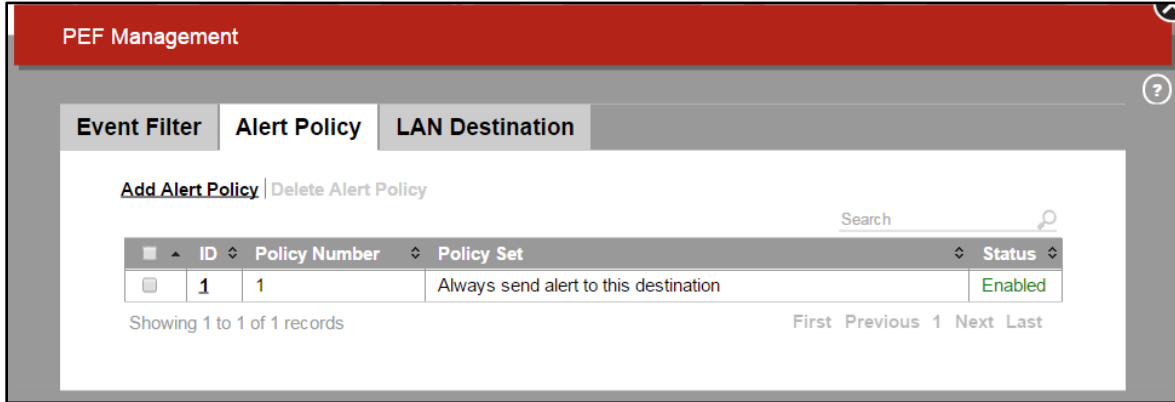 PEF Management
?
Event Filter Alert Policy LAN Destination
Add Alert Policy | Delete Alert Policy
Search
ID Policy Number Policy Set Status
1 1 Always send alert to this destination Enabled
Showing 1 to 1 of 1 records First Previous 1 Next Last